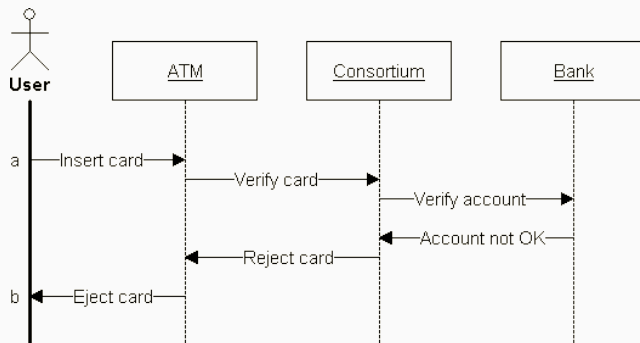 User
ATM
Consortium
Bank
a
Insert card
Verify card
Verify account
Account not OK
Reject card
b
Eject card